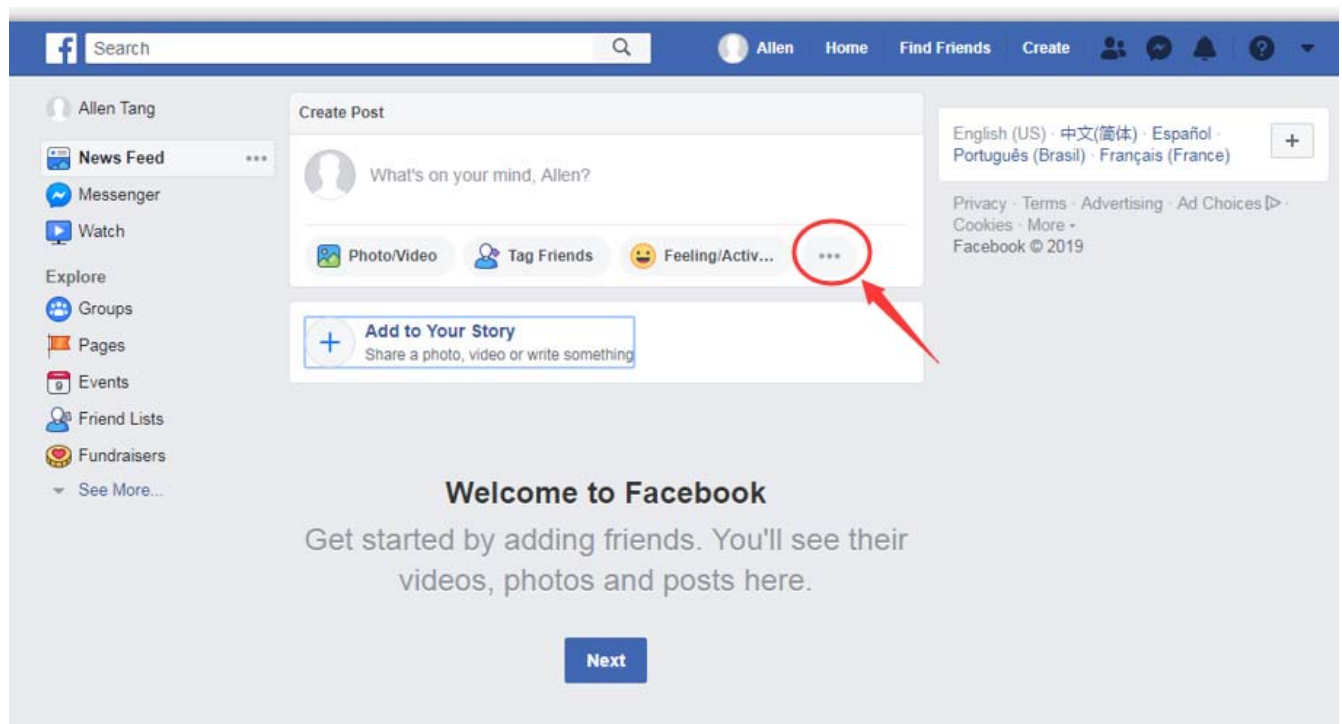 f Search Allen Home Find Friends Create
Allen Tang
News Feed
Messenger
Watch
Explore
Groups
Pages
9 Events
Friend Lists
Fundraisers
See More...
Create Post
What's on your mind, Allen?
Photo/Video Tag Friends Feeling/Activ...
Add to Your Story
Share a photo, video or write something
Welcome to Facebook
Get started by adding friends. You'll see their
videos, photos and posts here.
Next
English (US) · 中文(简体) · Español ·
Português (Brasil) · Français (France)
+
Privacy · Terms · Advertising · Ad Choices ·
Cookies · More
Facebook © 2019